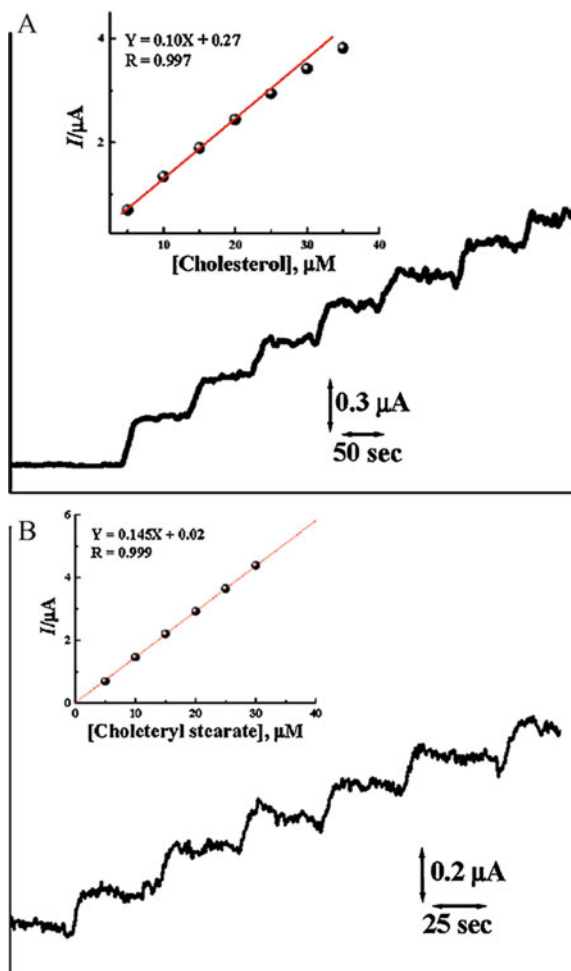 A
Y = 0.10X + 0.27
R = 0.997
I/μA
4
2
10 20 30 40
[Cholesterol], μM
0.3 μA
50 sec
B
Y = 0.145X + 0.02
R = 0.999
I/μA
6
4
2
0
0 10 20 30 40
[Choleteryl stearate], μM
0.2 μA
25 sec